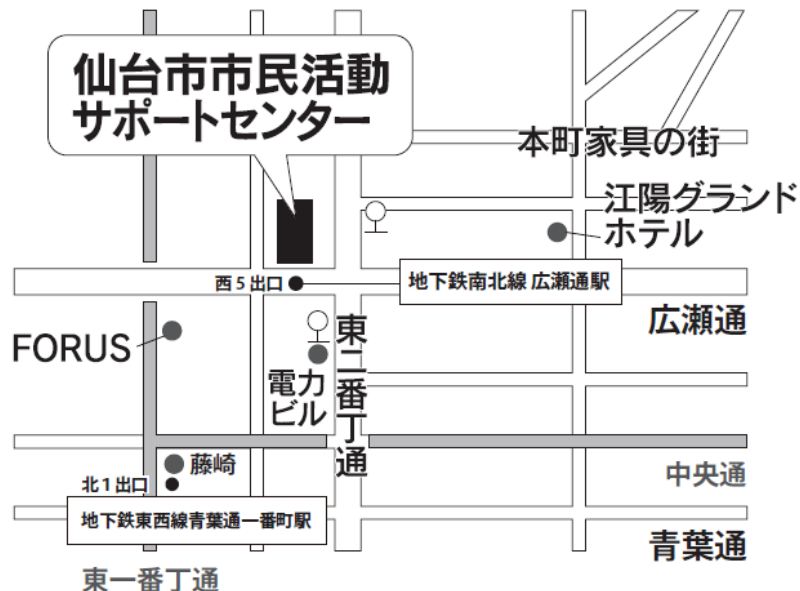 仙台市市民活動
サポートセンター
本町家具の街
江陽グランド
ホテル
西5出口
地下鉄南北線 広瀬通駅
広瀬通
FORUS
東二番丁通
電力
ビル
藤崎
中央通
北1出口
地下鉄東西線青葉通一番町駅
青葉通
東一番丁通